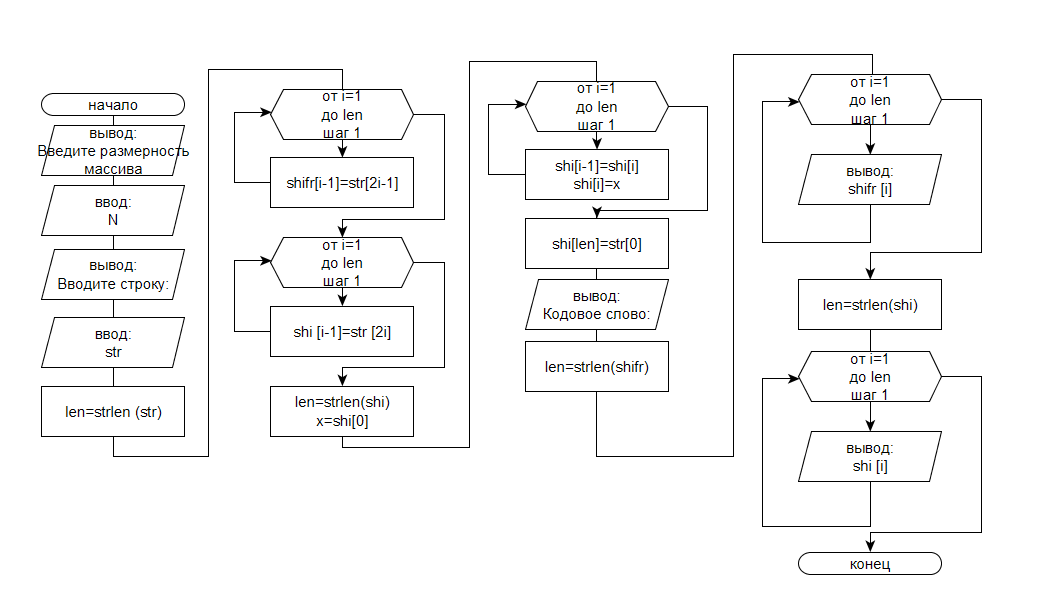 начало
вывод:
Введите размерность
массива
ввод:
N
вывод:
Вводите строку:
ввод:
str
len=strlen (str)
от i=1
до len
шаг 1
shifr[i-1]=str[2i-1]
от i=1
до len
шаг 1
shi [i-1]=str [2i]
len=strlen(shi)
x=shi[0]
от i=1
до len
шаг 1
shi[i-1]=shi[i]
shi[i]=x
shi[len]=str[0]
вывод:
Кодовое слово:
len=strlen(shifr)
от i=1
до len
шаг 1
вывод:
shifr [i]
len=strlen(shi)
от i=1
до len
шаг 1
вывод:
shi [i]
конец